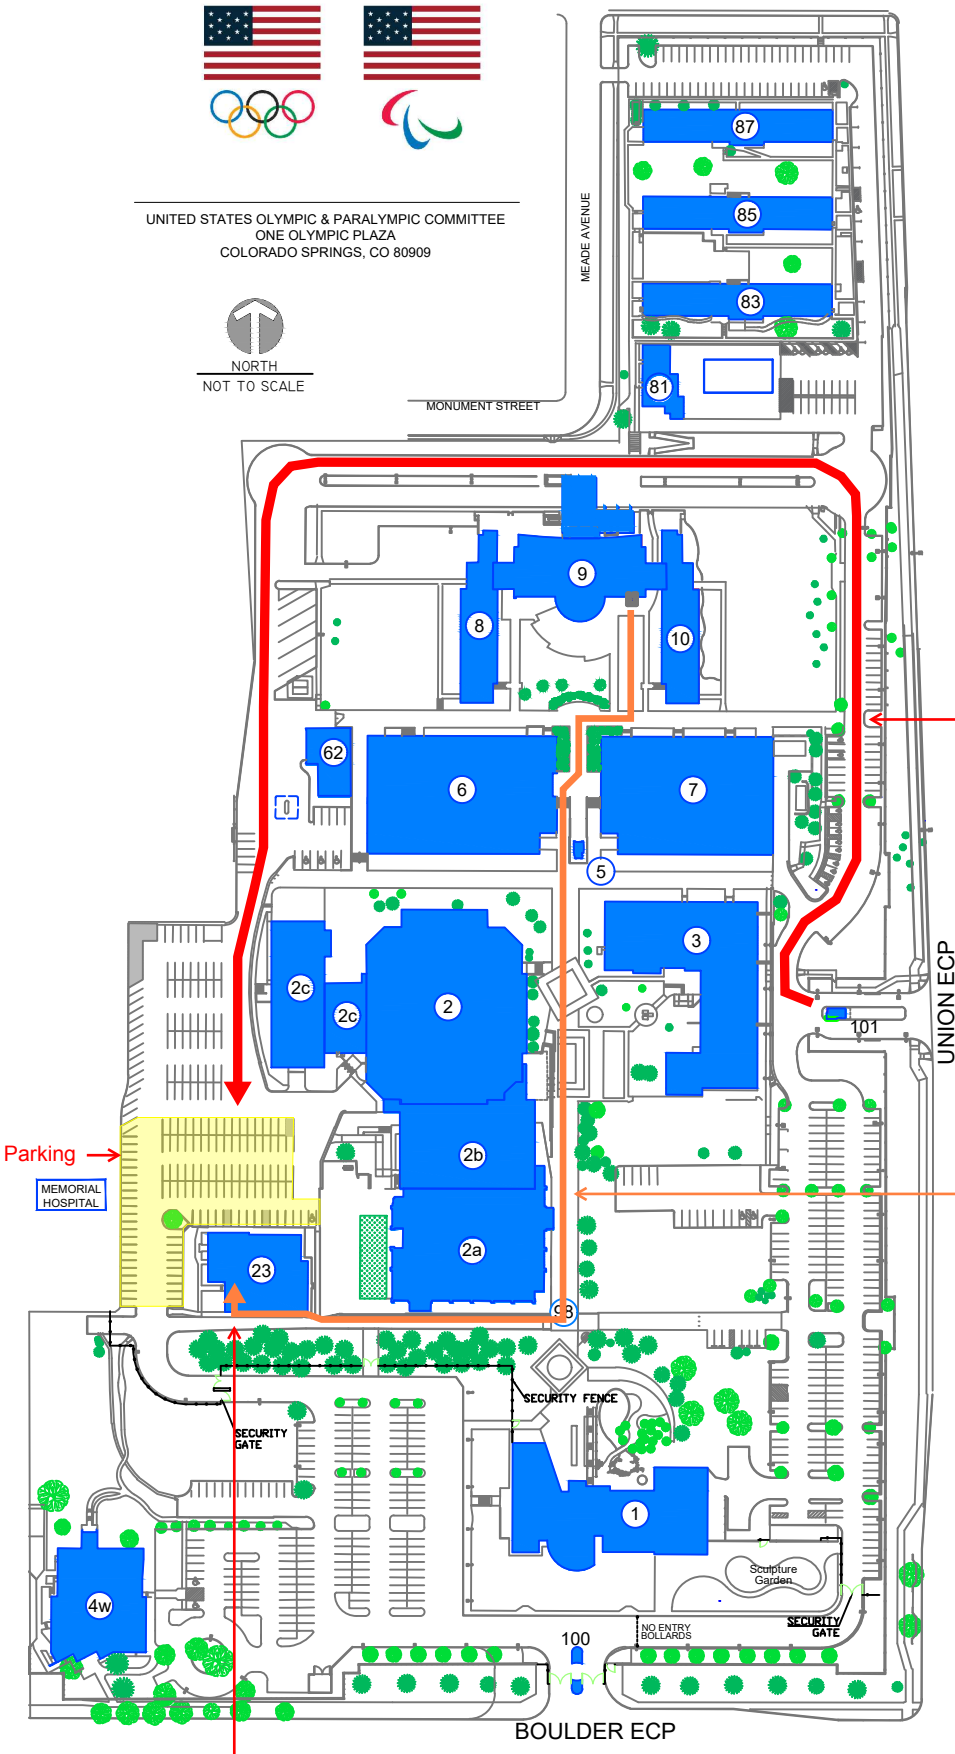 UNITED STATES OLYMPIC & PARALYMPIC COMMITTEE
ONE OLYMPIC PLAZA
COLORADO SPRINGS, CO 80909
NORTH
NOT TO SCALE
MEADE AVENUE
MONUMENT STREET
87
85
83
81
9
8
10
62
6
7
5
3
2c
2c
2
101
UNION ECP
2b
Parking
MEMORIAL
HOSPITAL
2a
23
98
SECURITY FENCE
SECURITY
GATE
1
Sculpture
Garden
4w
SECURITY
GATE
NO ENTRY
BOLLARDS
100
BOULDER ECP